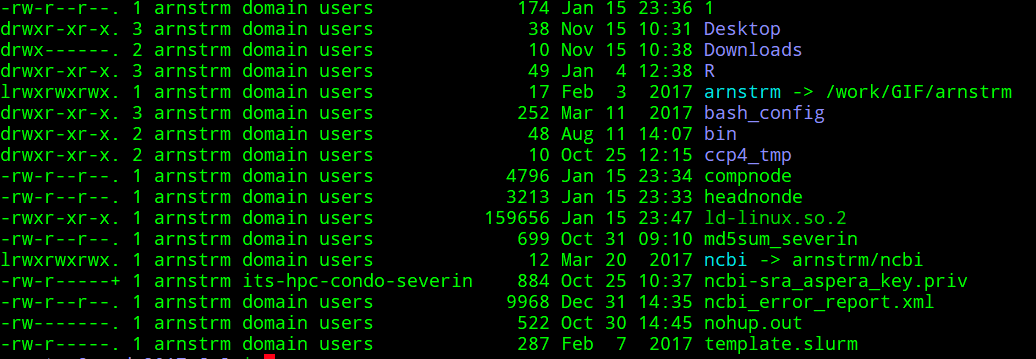 -rw-r--r--. 1 arnstrm domain users 174 Jan 15 23:36 1
drwxr-xr-x. 3 arnstrm domain users 38 Nov 15 10:31 Desktop
drwx------. 2 arnstrm domain users 10 Nov 15 10:38 Downloads
drwxr-xr-x. 3 arnstrm domain users 49 Jan 4 12:38 R
lrwxrwxrwx. 1 arnstrm domain users 17 Feb 3 2017 arnstrm -> /work/GIF/arnstrm
drwxr-xr-x. 3 arnstrm domain users 252 Mar 11 2017 bash_config
drwxr-xr-x. 2 arnstrm domain users 48 Aug 11 14:07 bin
drwxr-xr-x. 2 arnstrm domain users 10 Oct 25 12:15 ccp4_tmp
-rw-r--r--. 1 arnstrm domain users 4796 Jan 15 23:34 compnode
-rw-r--r--. 1 arnstrm domain users 3213 Jan 15 23:33 headnonde
-rwxr-xr-x. 1 arnstrm domain users 159656 Jan 15 23:47 ld-linux.so.2
-rw-r--r--. 1 arnstrm domain users 699 Oct 31 09:10 md5sum_severin
lrwxrwxrwx. 1 arnstrm domain users 12 Mar 20 2017 ncbi -> arnstrm/ncbi
-rw-r-----+ 1 arnstrm its-hpc-condo-severin 884 Oct 25 10:37 ncbi-sra_aspera_key.priv
-rw-r--r--. 1 arnstrm domain users 9968 Dec 31 14:35 ncbi_error_report.xml
-rw-------. 1 arnstrm domain users 522 Oct 30 14:45 nohup.out
-rw-r--r--. 1 arnstrm domain users 287 Feb 7 2017 template.slurm